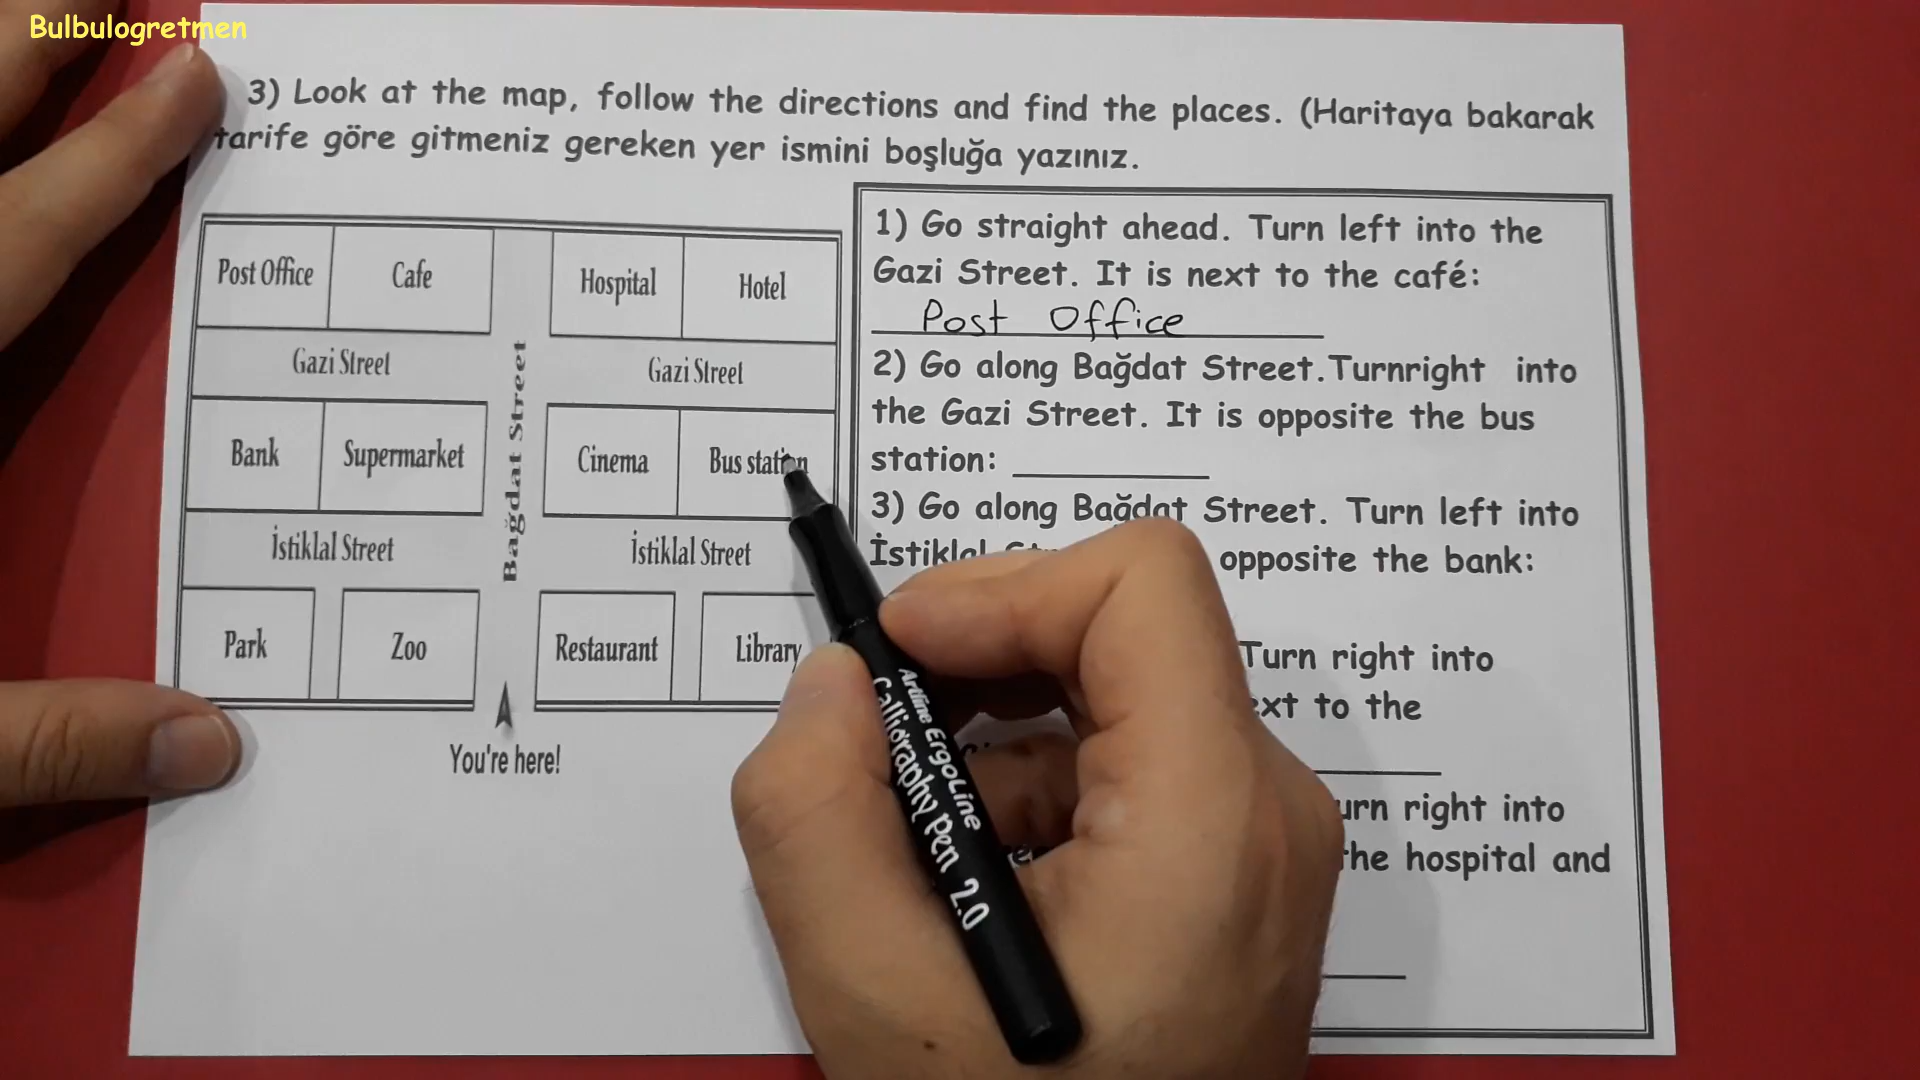 Bulbulogretmen
3) Look at the map, follow the directions and find the places. (Haritaya bakarak
tarife göre gitmeniz gereken yer ismini boşluğa yazınız.
Post Office
Cafe
Hospital
Hotel
Gazi Street
Gazi Street
Bağdat Street
Bank
Supermarket
Cinema
Bus station
İstiklal Street
İstiklal Street
Park
Zoo
Restaurant
Library
You're here!
1) Go straight ahead. Turn left into the
Gazi Street. It is next to the café:
Post Office
2) Go along Bağdat Street.Turnright into
the Gazi Street. It is opposite the bus
station:
3) Go along Bağdat Street. Turn left into
İstiklal opposite the bank:
Turn right into
to the
right into
the hospital and
Artline ErgoLine
Calligraphy Pen 2.0